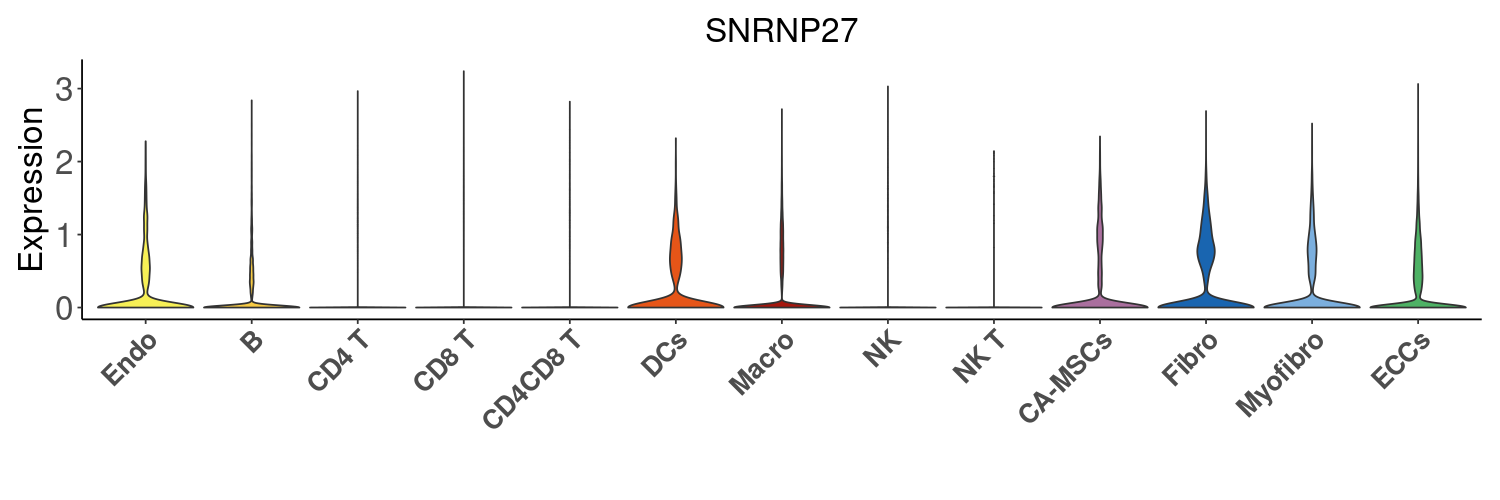 SNRNP27
Expression
3
2
1
0
Endo
B
CD4 T
CD8 T
CD4CD8 T
DCs
Macro
NK
NK T
CA-MSCs
Fibro
Myofibro
ECCs